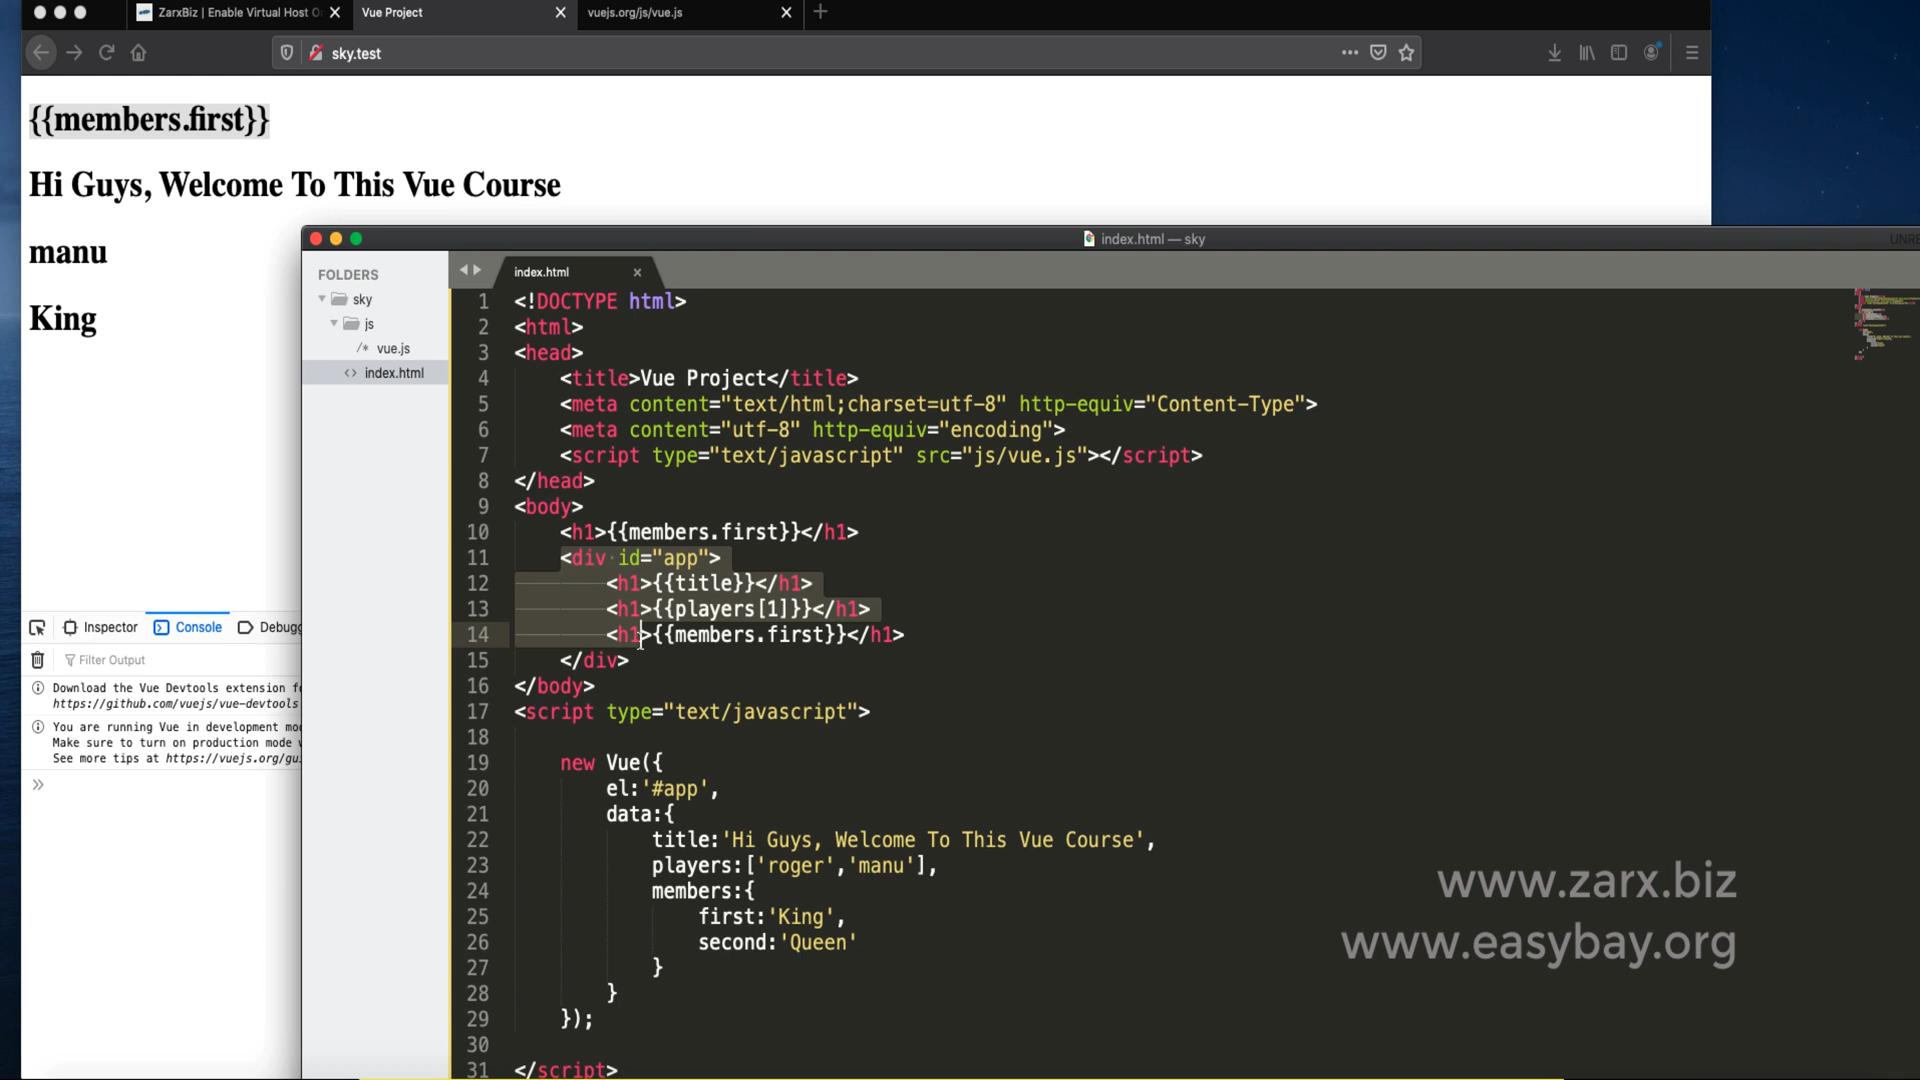 ZarxBiz | Enable Virtual Host O
Vue Project
vuejs.org/js/vue.js
sky.test
{{members.first}}
Hi Guys, Welcome To This Vue Course
manu
King
Inspector
Console
Debugg
Filter Output
Download the Vue Devtools extension f
https://github.com/vuejs/vue-devtools
You are running Vue in development mo
Make sure to turn on production mode
See more tips at https://vuejs.org/gu
index.html — sky
UNRE
FOLDERS
sky
js
/* vue.js
<> index.html
index.html
1 <!DOCTYPE html>
2 <html>
3 <head>
4 <title>Vue Project</title>
5 <meta content="text/html;charset=utf-8" http-equiv="Content-Type">
6 <meta content="utf-8" http-equiv="encoding">
7 <script type="text/javascript" src="js/vue.js"></script>
8 </head>
9 <body>
10 <h1>{{members.first}}</h1>
11 <div id="app">
12 <h1>{{title}}</h1>
13 <h1>{{players[1]}}</h1>
14 <h1>{{members.first}}</h1>
15 </div>
16 </body>
17 <script type="text/javascript">
18
19 new Vue({
20 el:'#app',
21 data:{
22 title:'Hi Guys, Welcome To This Vue Course',
23 players:['roger','manu'],
24 members:{
25 first:'King',
26 second:'Queen'
27 }
28 }
29 });
30
31 </script>
www.zarx.biz
www.easybay.org